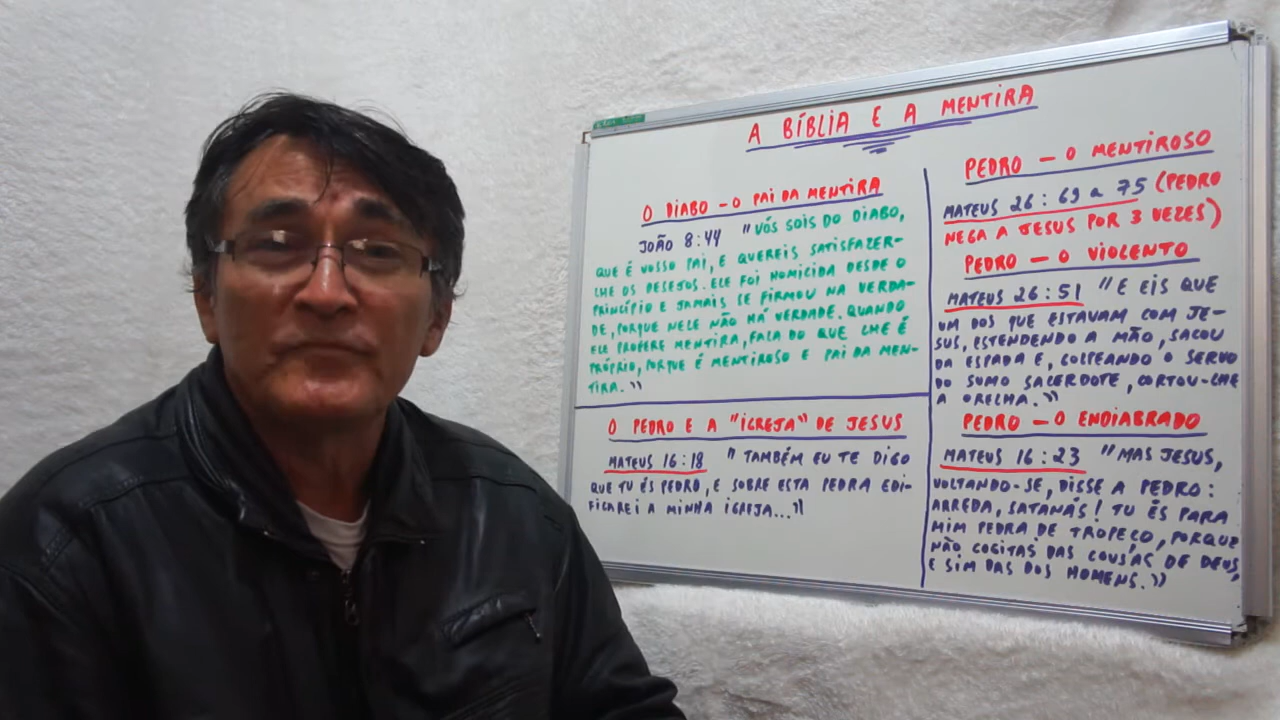 A BÍBLIA E A MENTIRA
O DIABO - O PAI DA MENTIRA
JOÃO 8:44 "VÓS SOIS DO DIABO,
QUE É VOSSO PAI, E QUEREIS SATISFAZER-
LHE OS DESEJOS. ELE FOI HOMICIDA DESDE O
PRINCÍPIO E JAMAIS SE FIRMOU NA VERDA-
DE, PORQUE NELE NÃO HÁ VERDADE. QUANDO
ELE PROFERE MENTIRA, FALA DO QUE LHE É
PRÓPRIO, PORQUE É MENTIROSO E PAI DA MEN-
TIRA."
O PEDRO E A "IGREJA" DE JESUS
MATEUS 16:18 "TAMBÉM EU TE DIGO
QUE TU ÉS PEDRO, E SOBRE ESTA PEDRA EDI-
FICAREI A MINHA IGREJA..."
PEDRO - O MENTIROSO
MATEUS 26:69 a 75 (PEDRO
NEGA A JESUS POR 3 VEZES)
PEDRO - O VIOLENTO
MATEUS 26:51 "E EIS QUE
UM DOS QUE ESTAVAM COM JE-
SUS, ESTENDENDO A MÃO, SACOU
DA ESPADA E, GOLPEANDO O SERVO
DO SUMO SACERDOTE, CORTOU-LHE
A ORELHA."
PEDRO - O ENDIABRADO
MATEUS 16:23 "MAS JESUS,
VOLTANDO-SE, DISSE A PEDRO:
ARREDA, SATANÁS! TU ÉS PARA
MIM PEDRA DE TROPEÇO, PORQUE
NÃO COGITAS DAS COUSAS DE DEUS,
E SIM DAS DOS HOMENS."